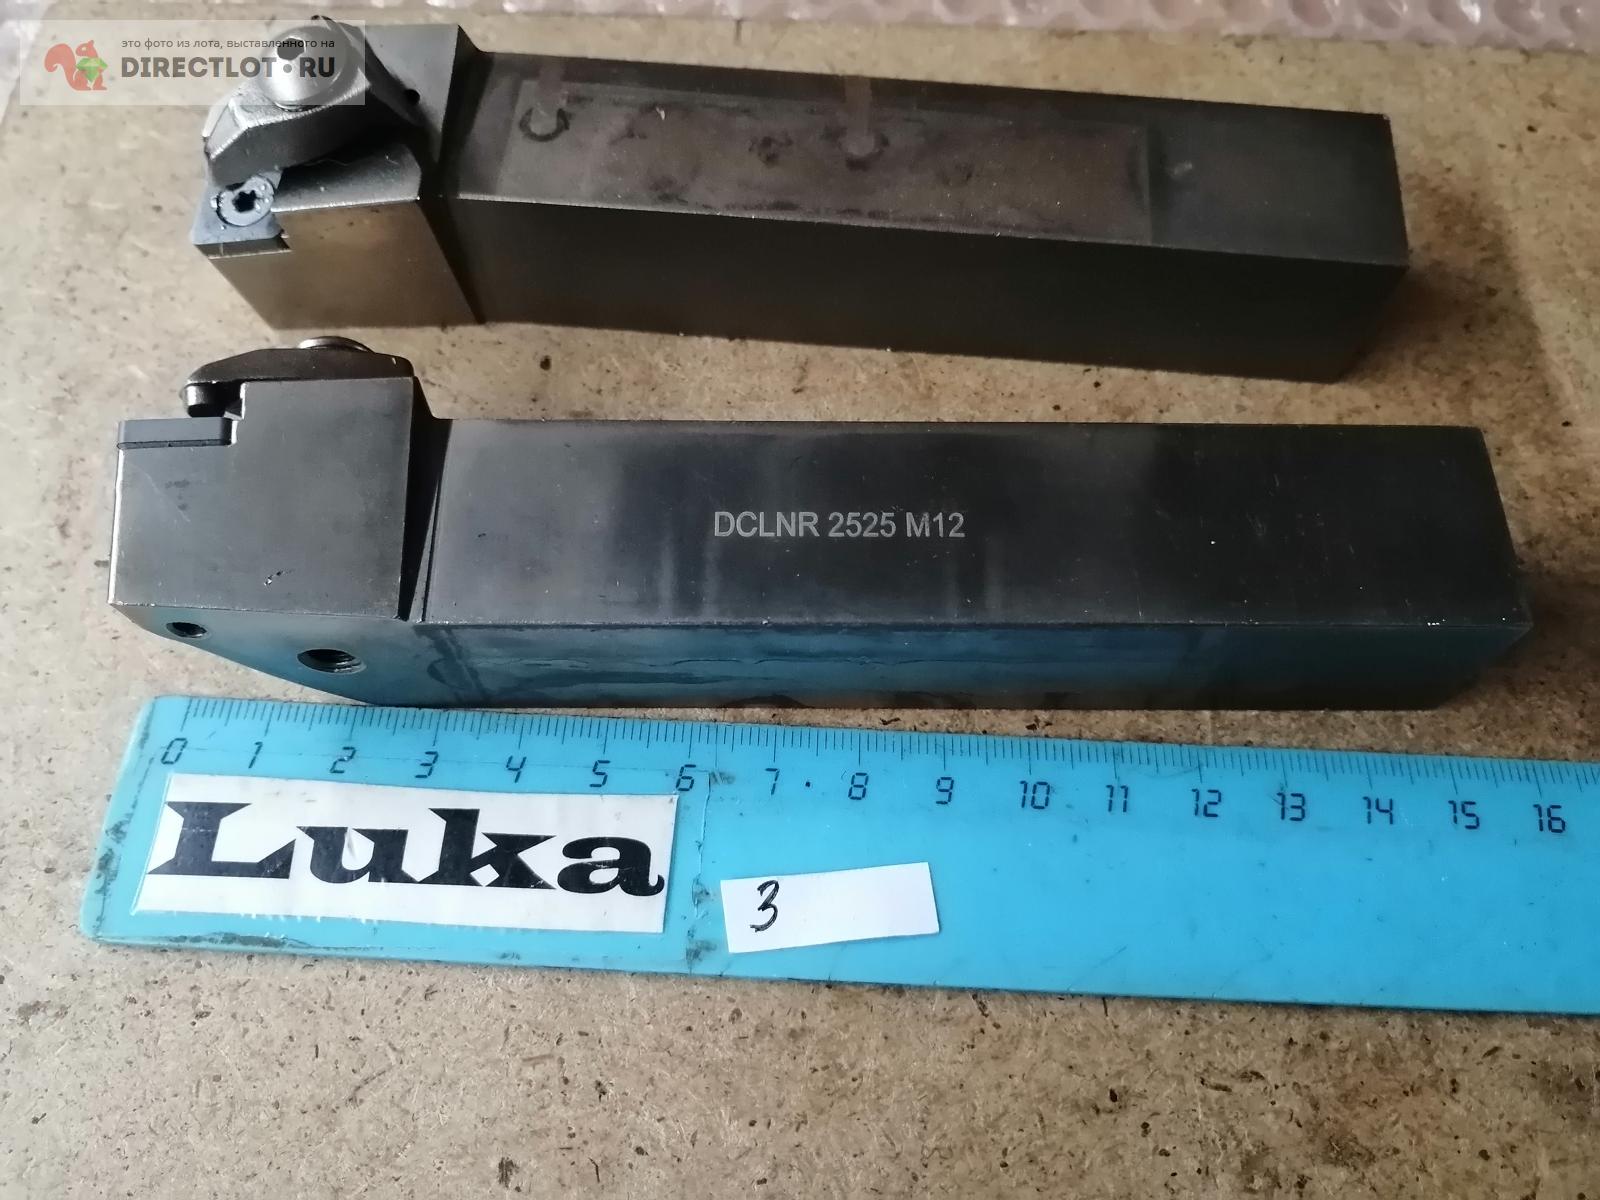 это фото из лота, выставленного на
DIRECTLOT·RU
DCLNR 2525 M12
0 1 2 3 4 5 6 7 8 9 10 11 12 13 14 15 16
Luka
3